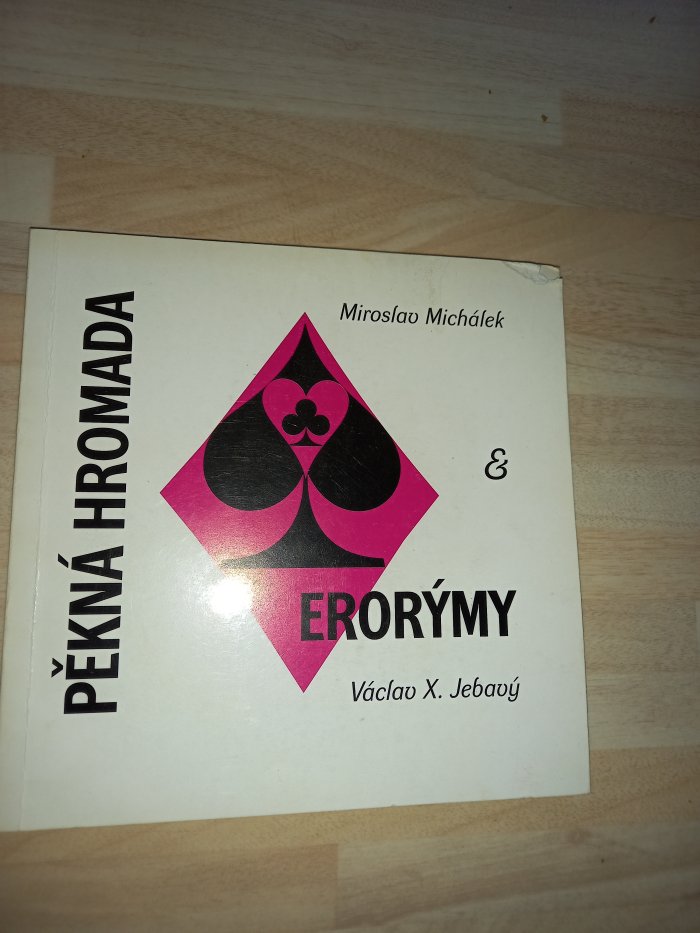 PĚKNÁ HROMADA
Miroslav Michálek
&
ERORÝMY
Václav X. Jebavý